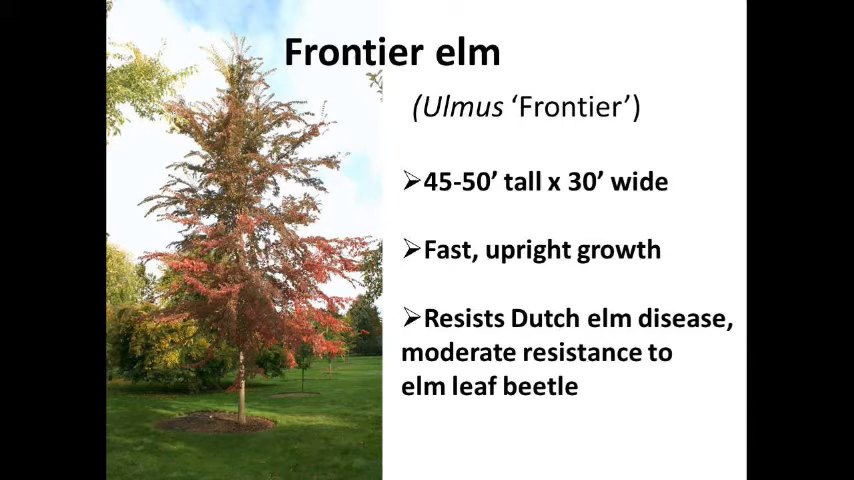 Frontier elm
(Ulmus ‘Frontier’)
➢45-50’ tall x 30’ wide
➢Fast, upright growth
➢Resists Dutch elm disease,
moderate resistance to
elm leaf beetle